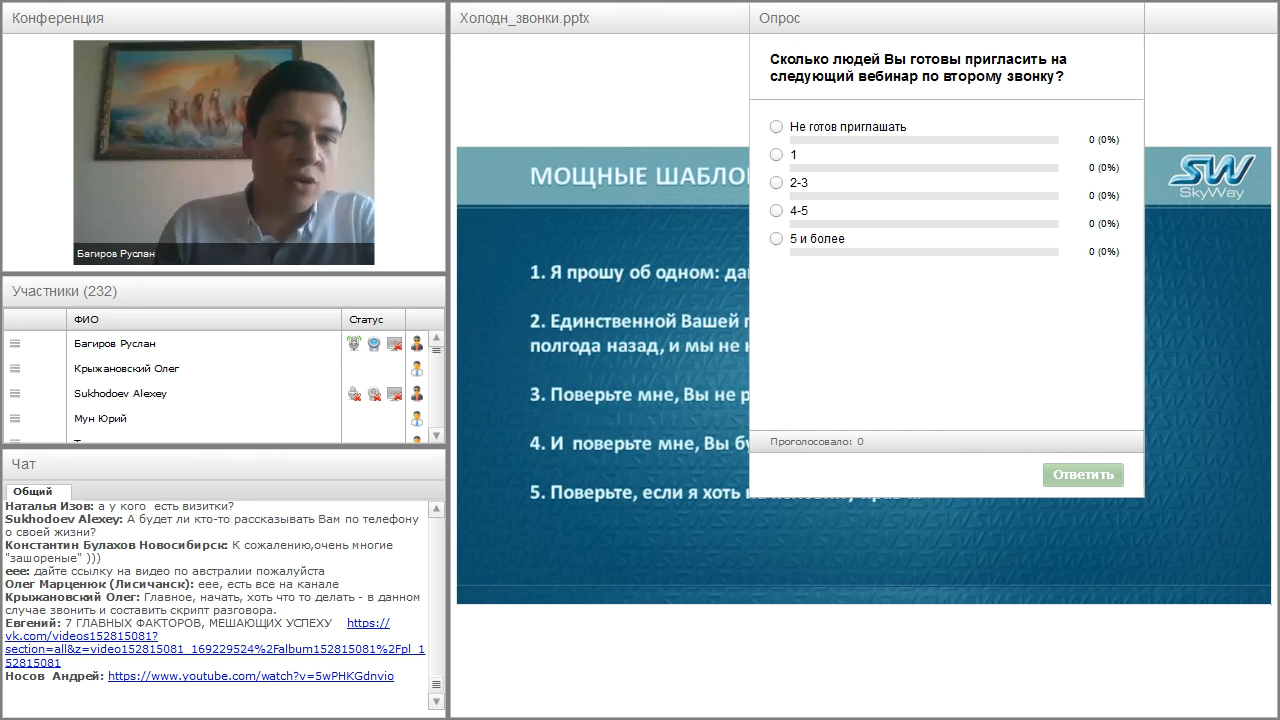 Конференция
Багиров Руслан
Участники (232)
ФИО
Статус
Багиров Руслан
Крыжановский Олег
Sukhodoev Alexey
Мун Юрий
Чат
Общий
Наталья Изов: а у кого есть визитки?
Sukhodoev Alexey: А будет ли кто-то рассказывать Вам по телефону
о своей жизни?
Константин Булахов Новосибирск: К сожалению,очень многие
"зашореные" )))
еее: дайте ссылку на видео по австралии пожалуйста
Олег Марценюк (Лисичанск): еее, есть все на канале
Крыжановский Олег: Главное, начать, хоть что то делать - в данном
случае звонить и составить скрипт разговора.
Евгений: 7 ГЛАВНЫХ ФАКТОРОВ, МЕШАЮЩИХ УСПЕХУ https://
vk.com/videos152815081?
section=all&z=video152815081_169229524%2Falbum152815081%2Fpl_1
52815081
Носов Андрей: https://www.youtube.com/watch?v=5wPHKGdnvio
Холодн_звонки.pptx
МОЩНЫЕ ШАБЛО
SW
SkyWay
1. Я прошу об одном:
2. Единственной Вашей
полгода назад, и мы не
3. Поверьте мне, Вы не
4. И поверьте мне, Вы
5. Поверьте, если я хоть
Опрос
Сколько людей Вы готовы пригласить на
следующий вебинар по второму звонку?
Не готов приглашать
0 (0%)
1
0 (0%)
2-3
0 (0%)
4-5
0 (0%)
5 и более
0 (0%)
Проголосовало: 0
Ответить